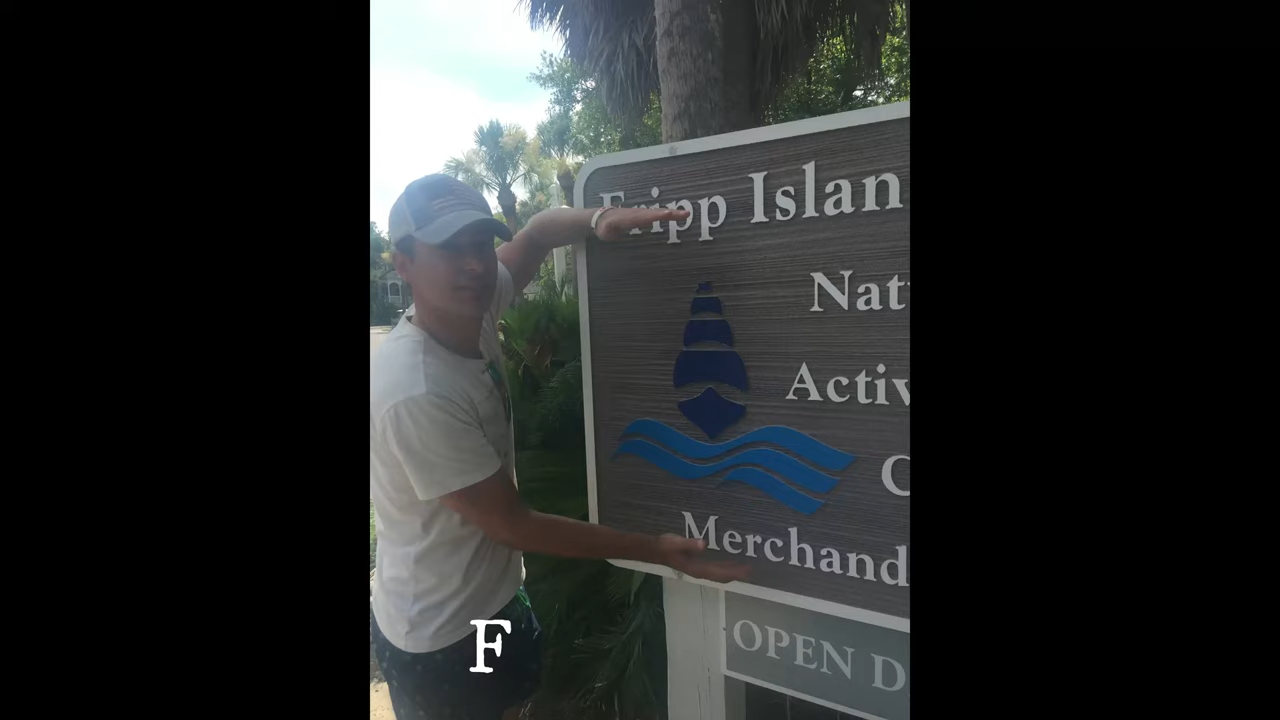 Fripp Islan
Nat
Activ
C
Merchand
OPEN D
F